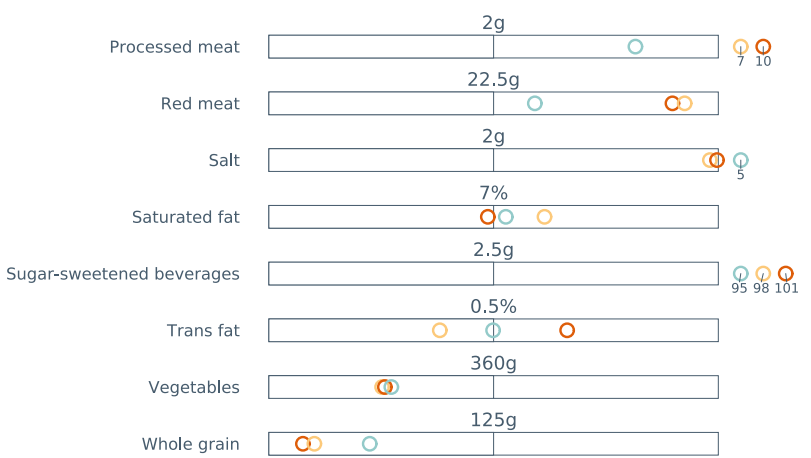 2g
Processed meat
7 10
22.5g
Red meat
2g
Salt
5
7%
Saturated fat
2.5g
Sugar-sweetened beverages
95 98 101
0.5%
Trans fat
360g
Vegetables
125g
Whole grain